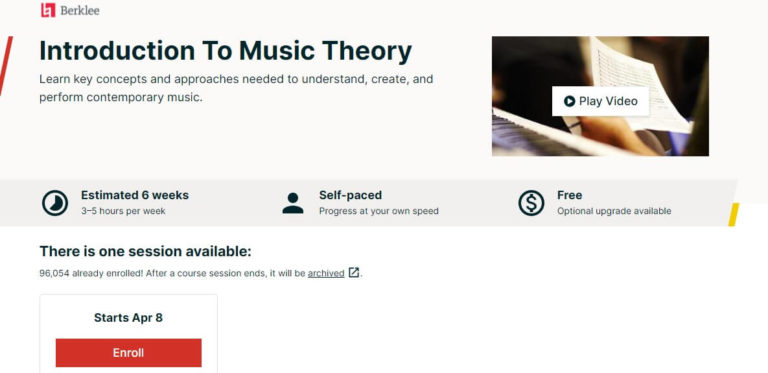 Berklee
Introduction To Music Theory
Learn key concepts and approaches needed to understand, create, and
perform contemporary music.
Play Video
Estimated 6 weeks
3–5 hours per week
Self-paced
Progress at your own speed
Free
Optional upgrade available
There is one session available:
96,054 already enrolled! After a course session ends, it will be archived.
Starts Apr 8
Enroll